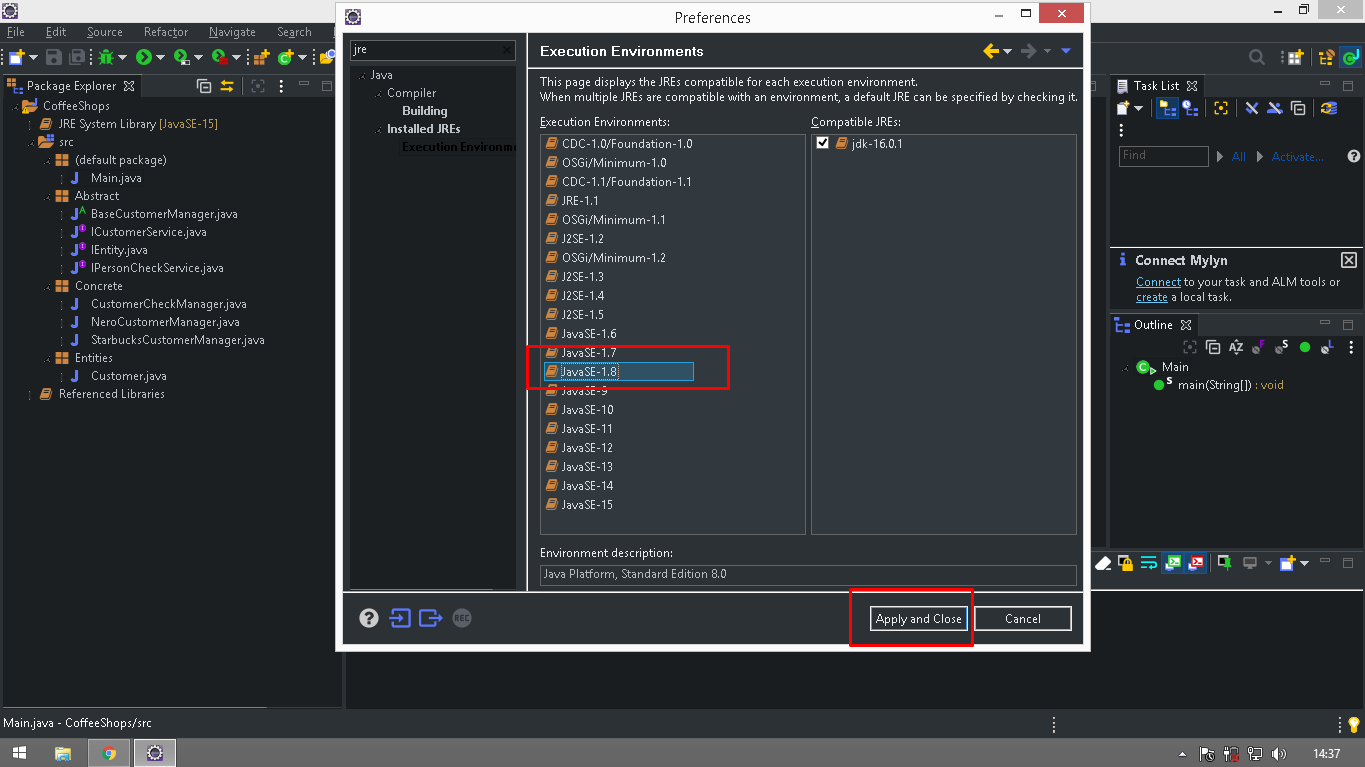 Preferences
File Edit Source Refactor Navigate Search
Package Explorer
CoffeeShops
JRE System Library [JavaSE-15]
src
(default package)
Main.java
Abstract
BaseCustomerManager.java
ICustomerService.java
IEntity.java
IPersonCheckService.java
Concrete
CustomerCheckManager.java
NeroCustomerManager.java
StarbucksCustomerManager.java
Entities
Customer.java
Referenced Libraries
jre
Java
Compiler
Building
Installed JREs
Execution Environm
Execution Environments
This page displays the JREs compatible for each execution environment.
When multiple JREs are compatible with an environment, a default JRE can be specified by checking it.
Execution Environments:
CDC-1.0/Foundation-1.0
OSGi/Minimum-1.0
CDC-1.1/Foundation-1.1
JRE-1.1
OSGi/Minimum-1.1
J2SE-1.2
OSGi/Minimum-1.2
J2SE-1.3
J2SE-1.4
J2SE-1.5
JavaSE-1.6
JavaSE-1.7
JavaSE-1.8
JavaSE-9
JavaSE-10
JavaSE-11
JavaSE-12
JavaSE-13
JavaSE-14
JavaSE-15
Compatible JREs:
jdk-16.0.1
Environment description:
Java Platform, Standard Edition 8.0
REC
Apply and Close Cancel
Task List
Find All Activate...
Connect Mylyn
Connect to your task and ALM tools or
create a local task.
Outline
Main
main(String[]) : void
Main.java - CoffeeShops/src
14:37